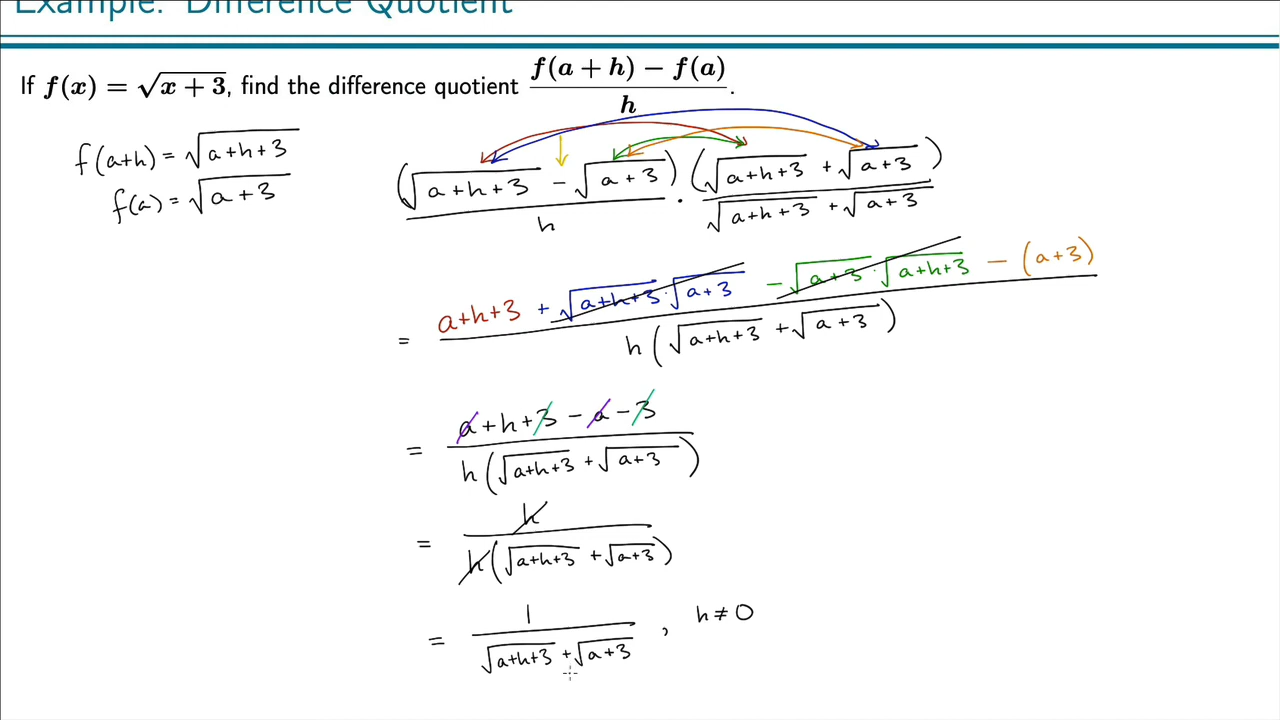 Example: Difference Quotient
If f(x) = √(x + 3), find the difference quotient (f(a + h) − f(a))/h.
f(a+h) = √(a+h+3)
f(a) = √(a+3)
(√(a+h+3) − √(a+3))/h · (√(a+h+3) + √(a+3))/(√(a+h+3) + √(a+3))
= (a+h+3 + √(a+h+3)·√(a+3) − √(a+3)·√(a+h+3) − (a+3))/(h(√(a+h+3) + √(a+3)))
= (a+h+3−a−3)/(h(√(a+h+3) + √(a+3)))
= h/(h(√(a+h+3) + √(a+3)))
= 1/(√(a+h+3) + √(a+3)), h≠0